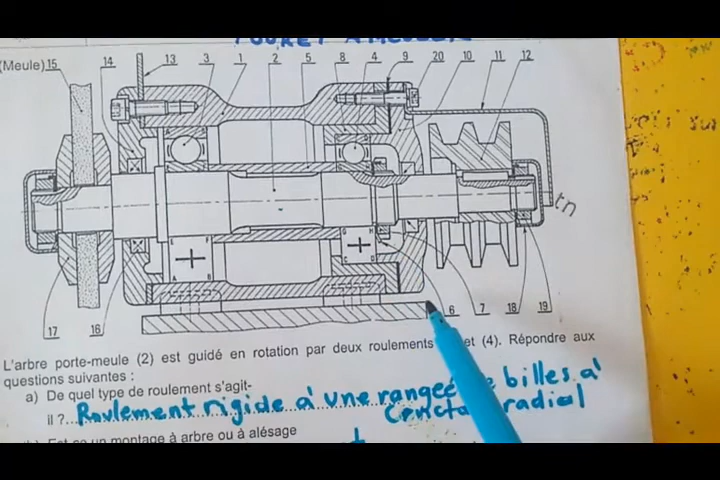 TOURET A MEULER
(Meule) 15 14 13 3 1 2 5 8 4 9 20 10 11 12
E F G H
A B C D
17 16 6 7 18 19
L'arbre porte-meule (2) est guidé en rotation par deux roulements et (4). Répondre aux
questions suivantes :
a) De quel type de roulement s'agit-
il ?... Roulement rigide à une rangée de billes à
contact radial
(b) Est-ce un montage à arbre ou à alésage